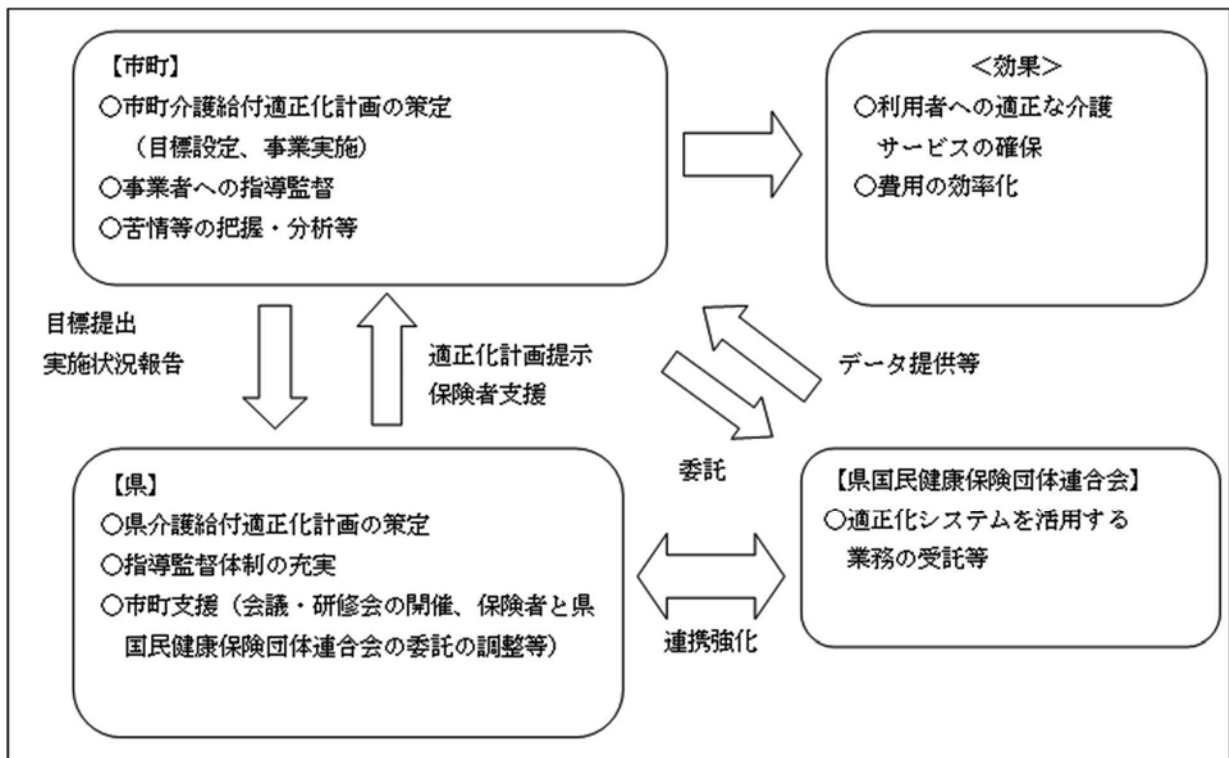 【市町】
○市町介護給付適正化計画の策定
（目標設定、事業実施）
○事業者への指導監督
○苦情等の把握・分析等
＜効果＞
○利用者への適正な介護
サービスの確保
○費用の効率化
目標提出
実施状況報告
適正化計画提示
保険者支援
データ提供等
委託
【県】
○県介護給付適正化計画の策定
○指導監督体制の充実
○市町支援（会議・研修会の開催、保険者と県
国民健康保険団体連合会の委託の調整等）
連携強化
【県国民健康保険団体連合会】
○適正化システムを活用する
業務の受託等